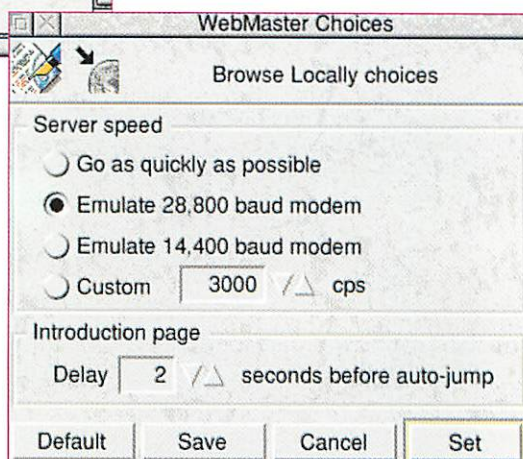 WebMaster Choices
Browse Locally choices
Server speed
Go as quickly as possible
Emulate 28,800 baud modem
Emulate 14,400 baud modem
Custom 3000 cps
Introduction page
Delay 2 seconds before auto-jump
Default Save Cancel Set